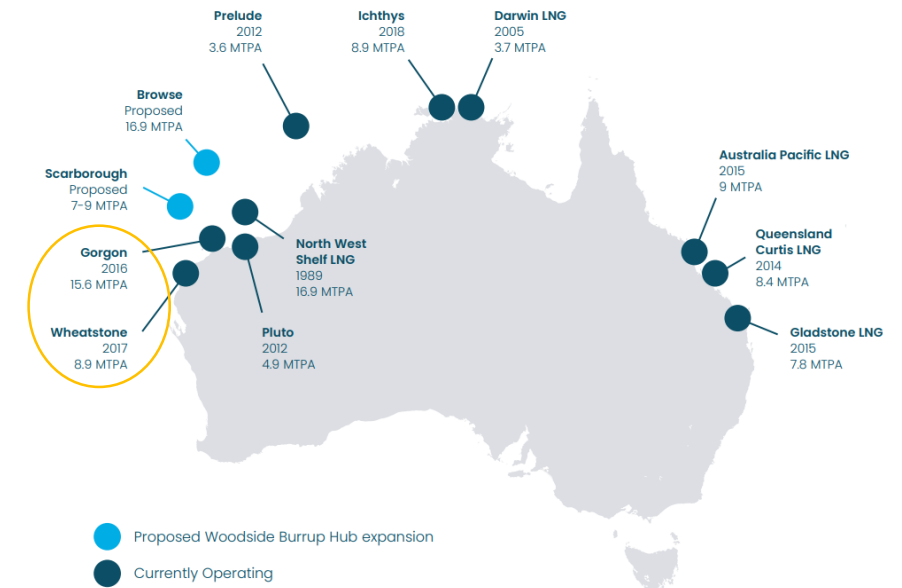 Prelude
2012
3.6 MTPA
Ichthys
2018
8.9 MTPA
Darwin LNG
2005
3.7 MTPA
Browse
Proposed
16.9 MTPA
Scarborough
Proposed
7-9 MTPA
Gorgon
2016
15.6 MTPA
Wheatstone
2017
8.9 MTPA
North West
Shelf LNG
1989
16.9 MTPA
Pluto
2012
4.9 MTPA
Australia Pacific LNG
2015
9 MTPA
Queensland
Curtis LNG
2014
8.4 MTPA
Gladstone LNG
2015
7.8 MTPA
Proposed Woodside Burrup Hub expansion
Currently Operating